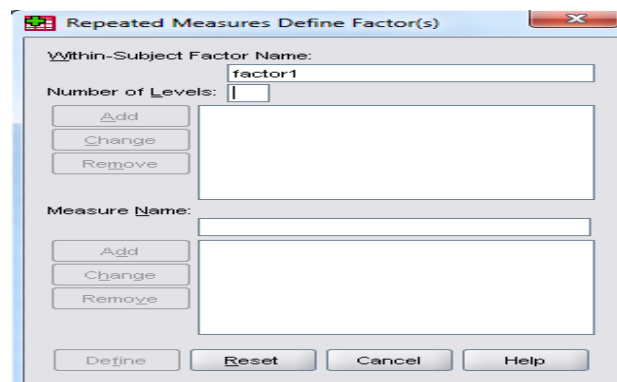 Repeated Measures Define Factor(s)
Within-Subject Factor Name:
factor1
Number of Levels:
Add
Change
Remove
Measure Name:
Add
Change
Remove
Define Reset Cancel Help